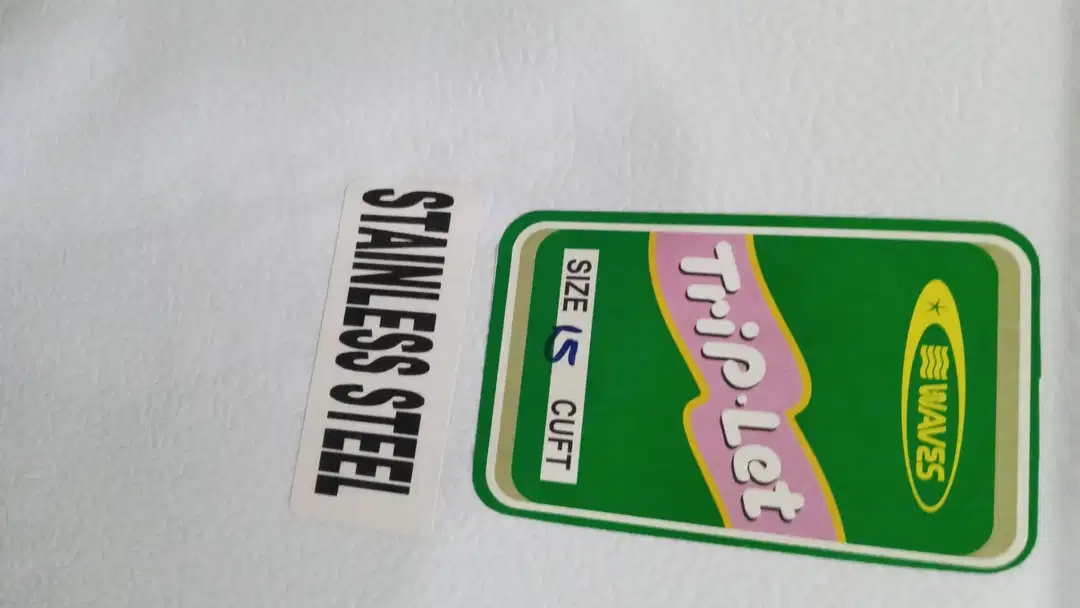 WAVES
Trip.Let
SIZE 15 CUFT
STAINLESS STEEL